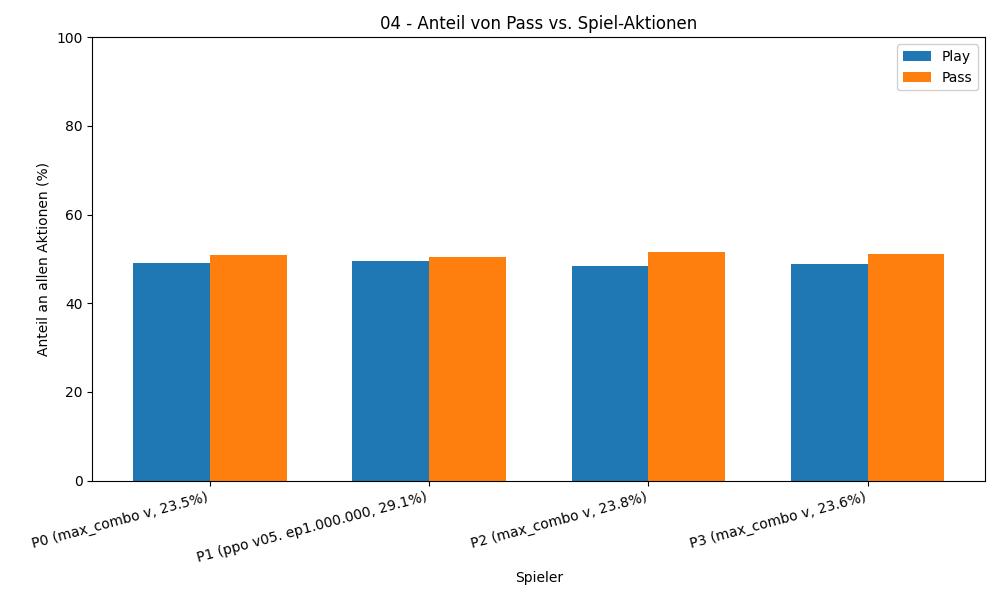 04 - Anteil von Pass vs. Spiel-Aktionen
Play
Pass
Anteil an allen Aktionen (%)
100
80
60
40
20
0
P0 (max_combo v, 23.5%)
P1 (ppo v05. ep1.000.000, 29.1%)
P2 (max_combo v, 23.8%)
P3 (max_combo v, 23.6%)
Spieler